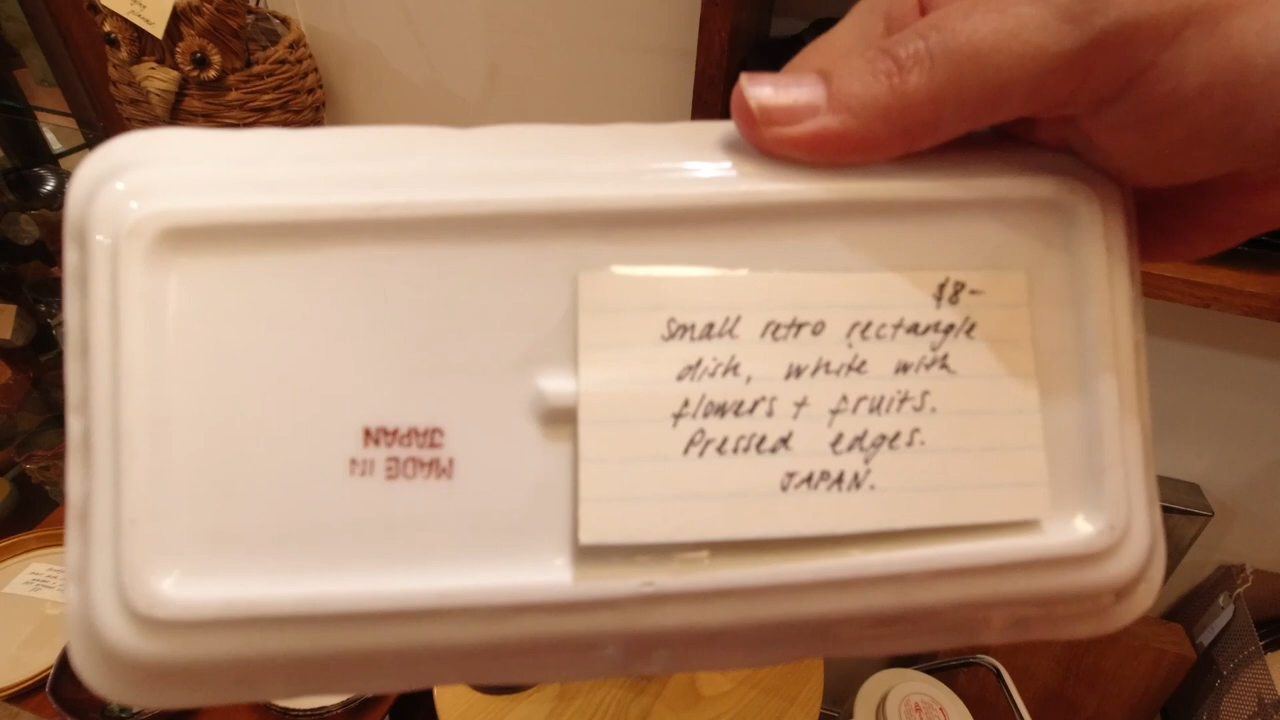 $8-
Small retro rectangle
dish, white with
flowers + fruits.
Pressed edges.
JAPAN.
MADE IN
JAPAN